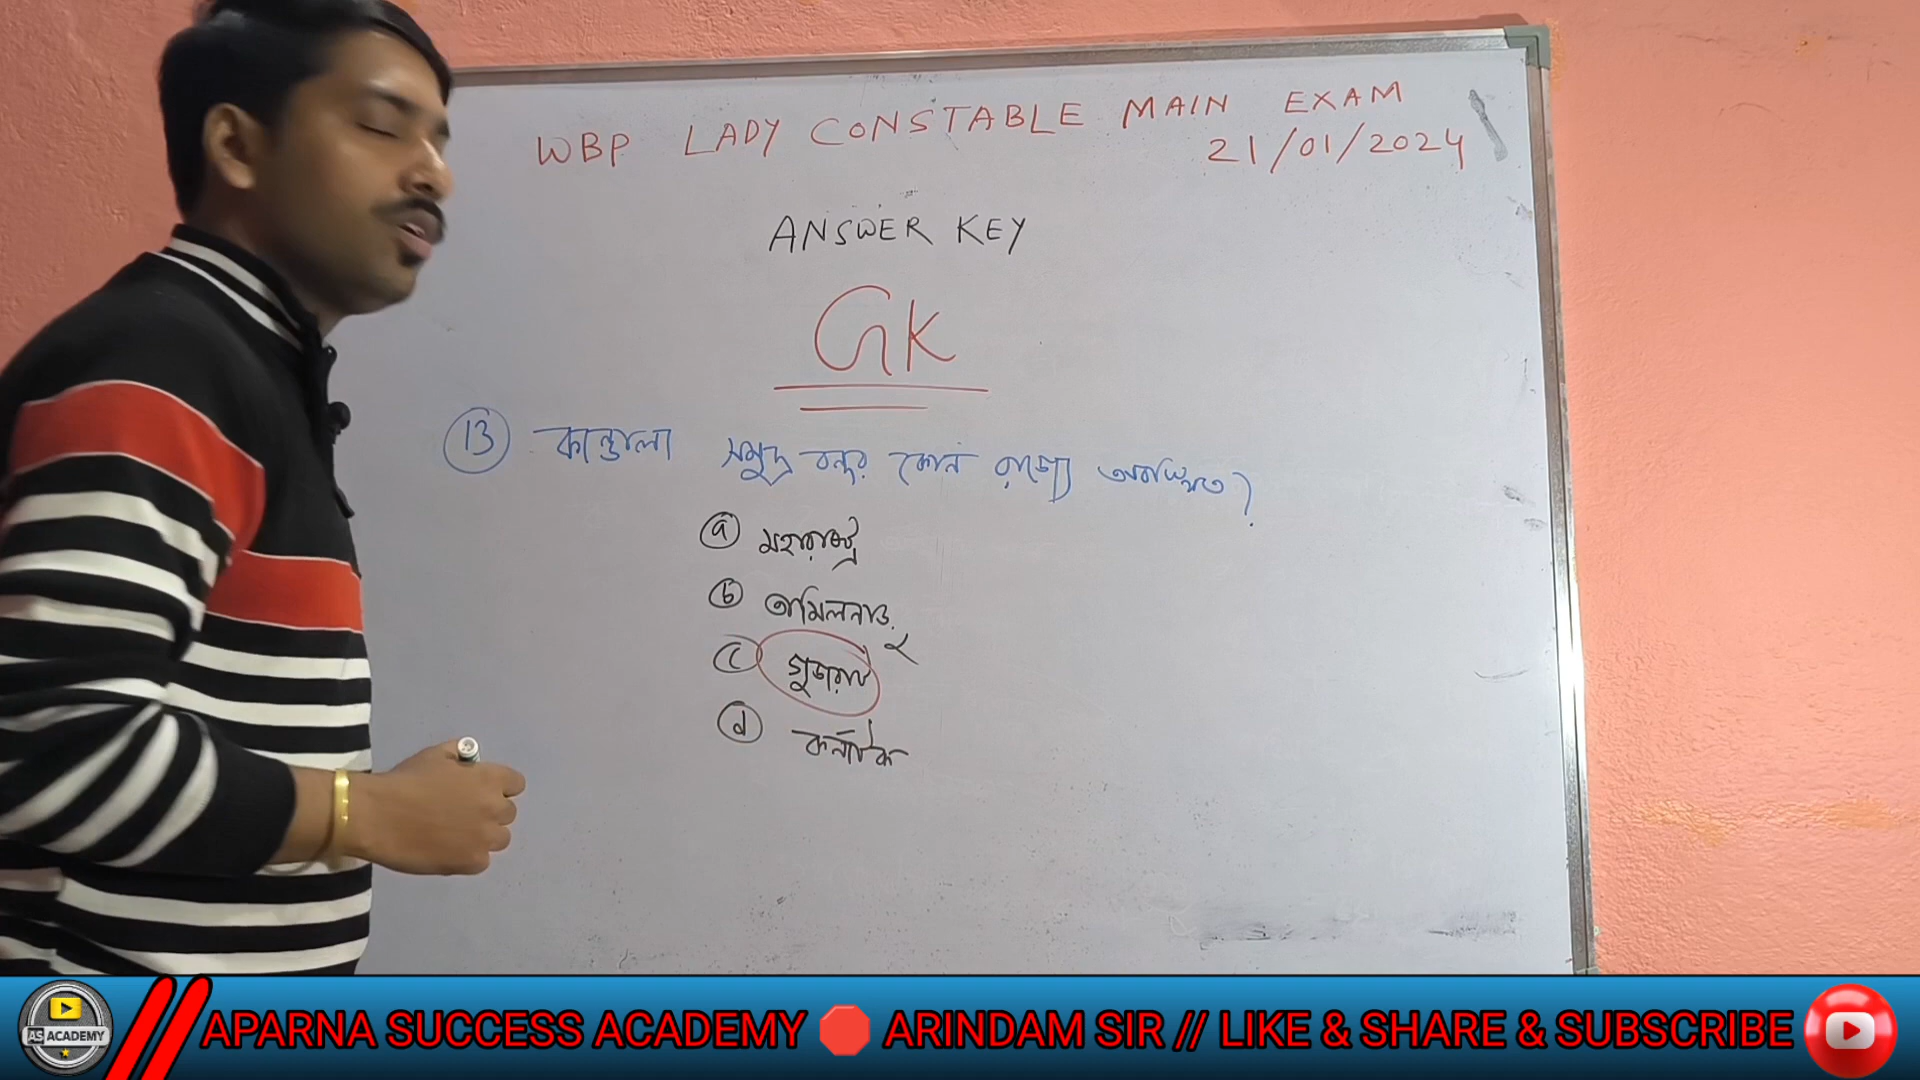 WBP LADY CONSTABLE MAIN EXAM
21/01/2024
ANSWER KEY
GK
13 কান্ডালা সমুদ্র বন্দর কোন রাজ্যে অবস্থিত?
a মহারাষ্ট্র
b তামিলনাড়ু
c গুজরাট
d কর্নাটক
AS ACADEMY
APARNA SUCCESS ACADEMY ARINDAM SIR // LIKE & SHARE & SUBSCRIBE